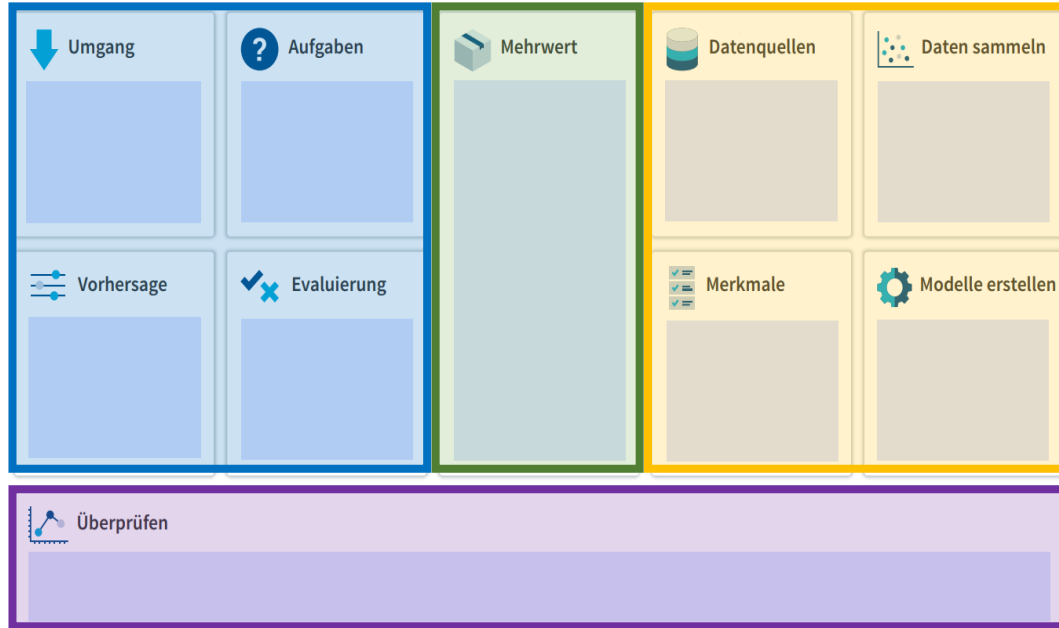 Umgang
Aufgaben
Mehrwert
Datenquellen
Daten sammeln
Vorhersage
Evaluierung
Merkmale
Modelle erstellen
Überprüfen